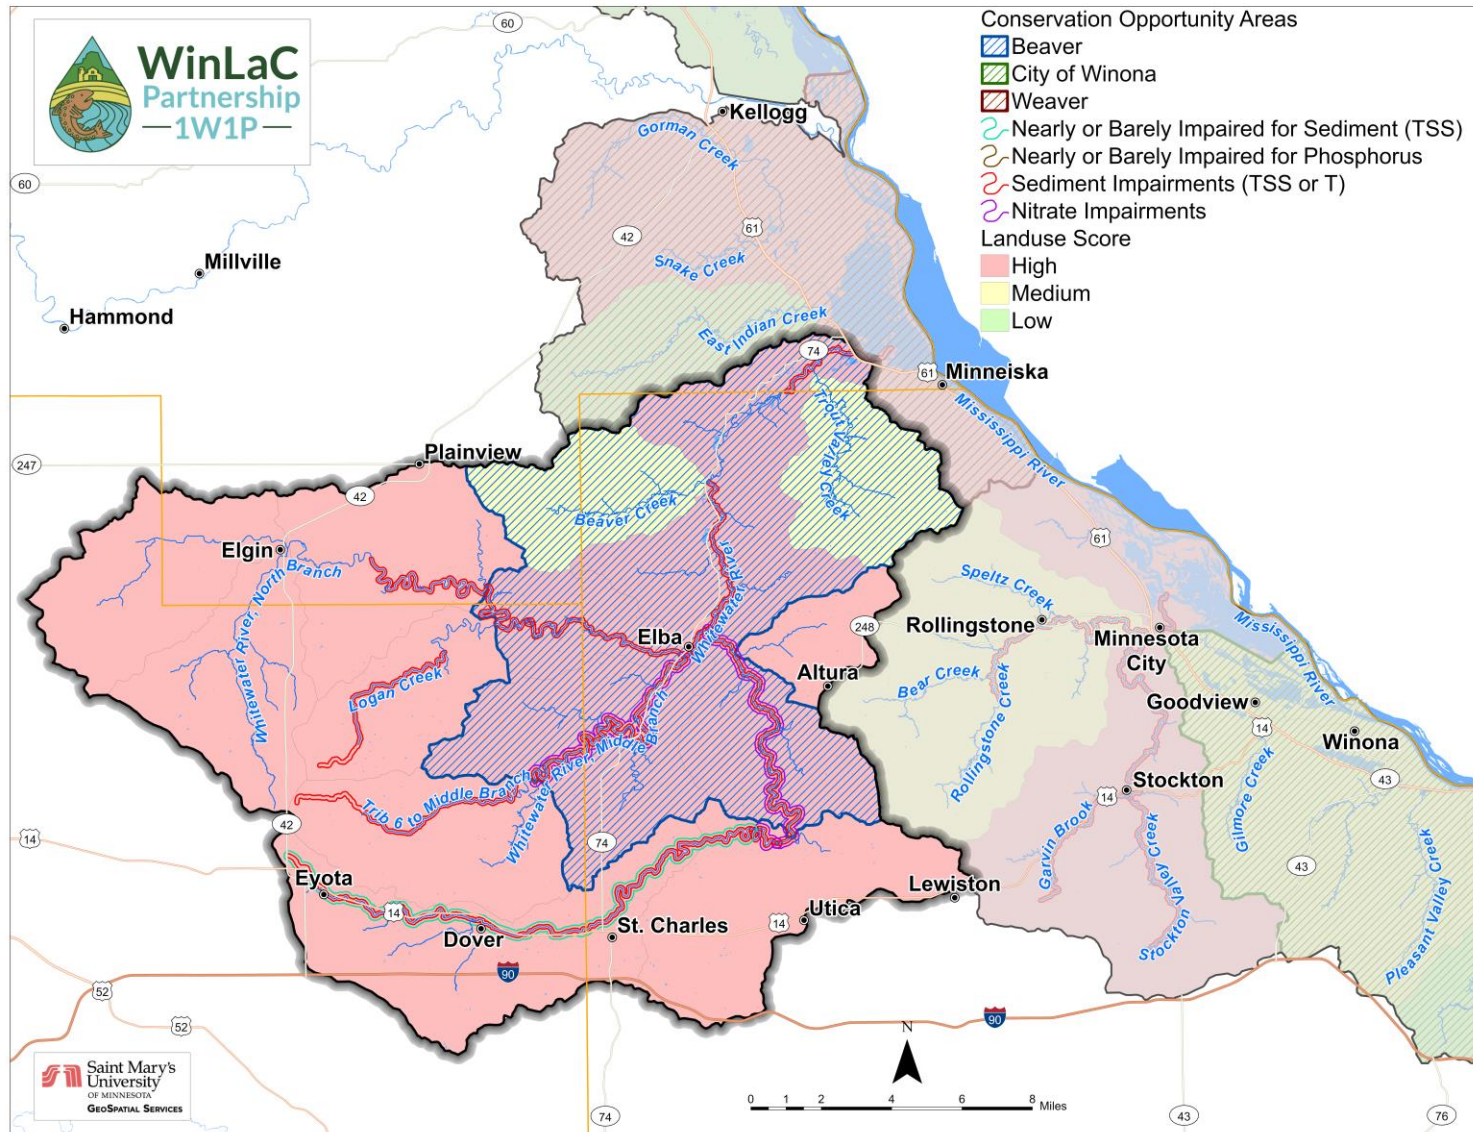 WinLaC
Partnership
1W1P
Conservation Opportunity Areas
Beaver
City of Winona
Weaver
Nearly or Barely Impaired for Sediment (TSS)
Nearly or Barely Impaired for Phosphorus
Sediment Impairments (TSS or T)
Nitrate Impairments
Landuse Score
High
Medium
Low
60
Kellogg
Gorman Creek
60
61
42
Snake Creek
Millville
Hammond
East Indian Creek
74
61
Minneiska
Mississippi River
Trout Valley Creek
Plainview
247
42
Beaver Creek
61
Elgin
Whitewater River, North Branch
Whitewater River
Speltz Creek
Rollingstone
248
Minnesota
City
Mississippi River
Elba
Altura
Bear Creek
Rollingstone Creek
Logan Creek
Goodview
14
Winona
Whitewater River, Middle Branch
Trib 6 to Middle Branch
43
Stockton
14
Gilmore Creek
42
14
74
Garvin Brook
Stockton Valley Creek
43
Pleasant Valley Creek
Eyota
Lewiston
14
Utica
14
Dover
St. Charles
90
52
52
90
N
Saint Mary's
University
OF MINNESOTA
GEOSPATIAL SERVICES
0 1 2 4 6 8 Miles
74
43
76